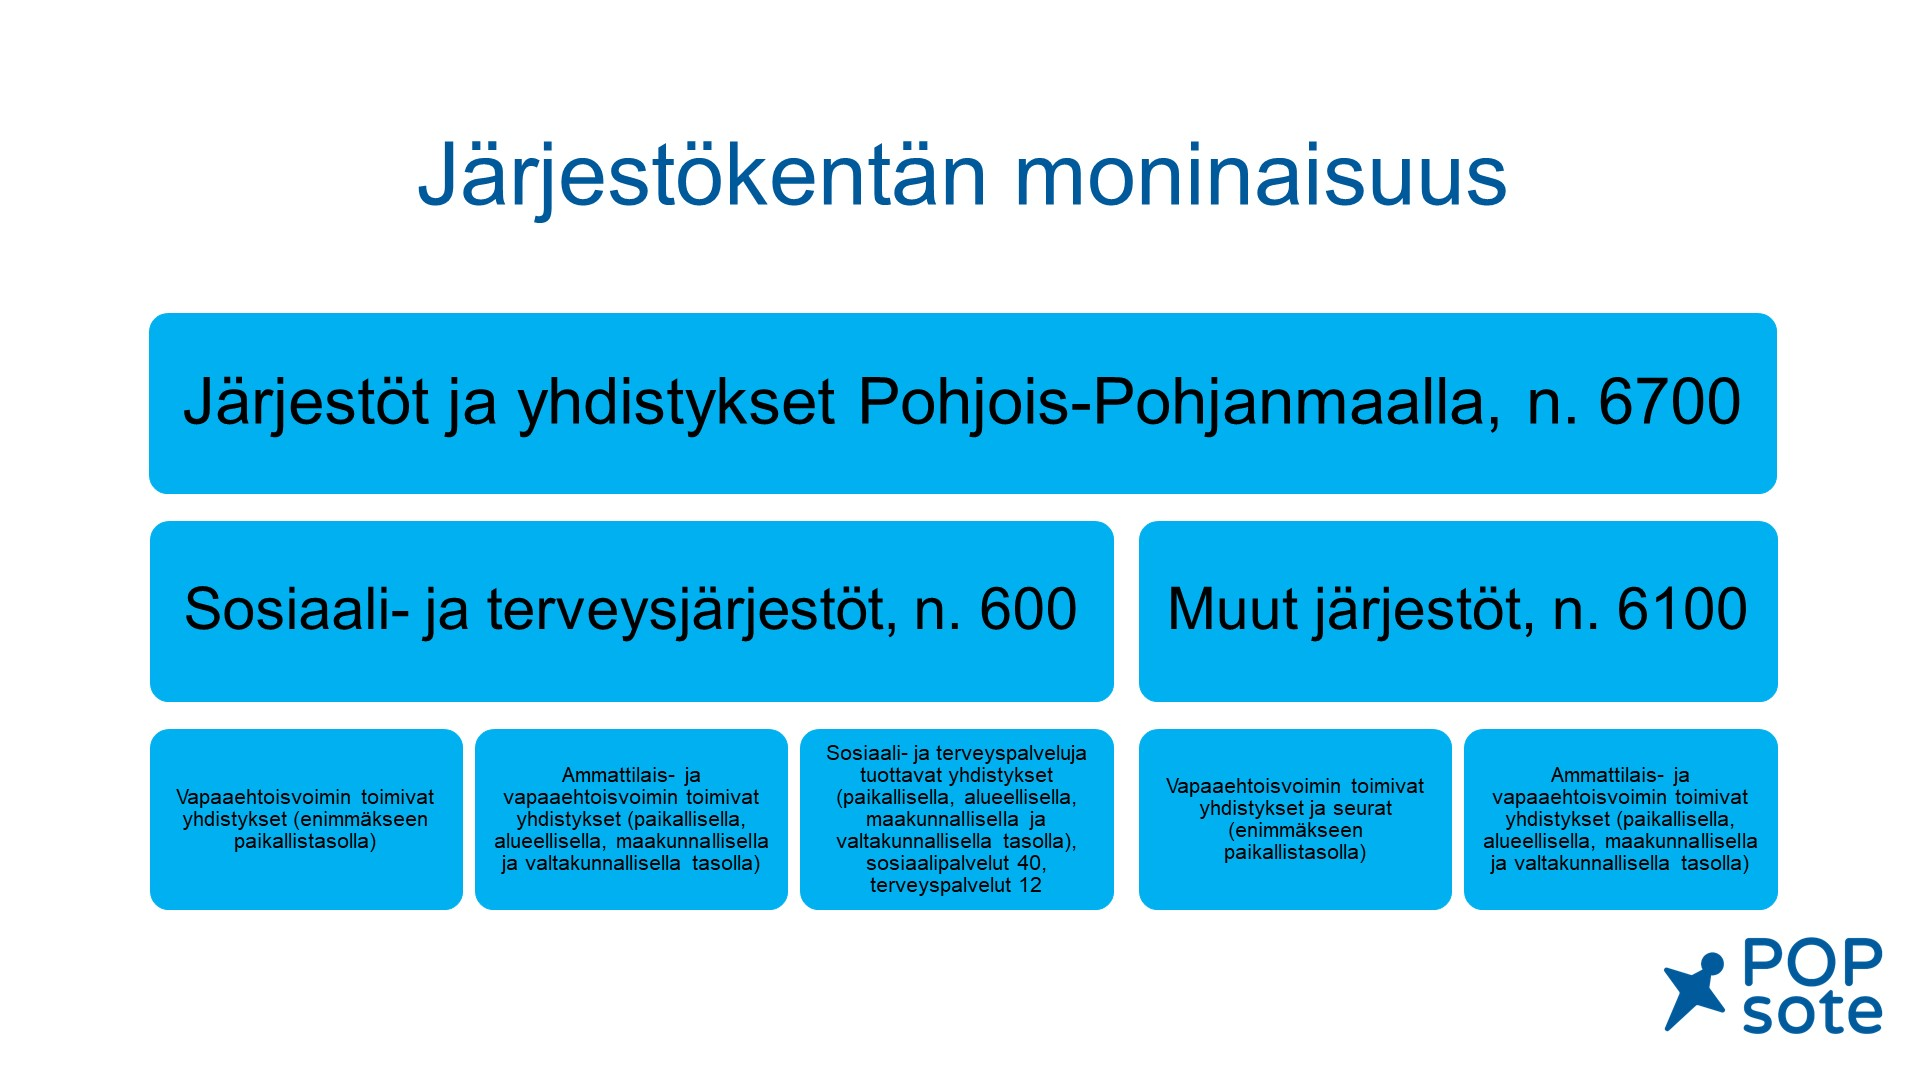 Järjestökentän moninaisuus
Järjestöt ja yhdistykset Pohjois-Pohjanmaalla, n. 6700
Sosiaali- ja terveysjärjestöt, n. 600
Muut järjestöt, n. 6100
Vapaaehtoisvoimin toimivat
yhdistykset (enimmäkseen
paikallistasolla)
Ammattilais- ja
vapaaehtoisvoimin toimivat
yhdistykset (paikallisella,
alueellisella, maakunnallisella
ja valtakunnallisella tasolla)
Sosiaali- ja terveyspalveluja
tuottavat yhdistykset
(paikallisella, alueellisella,
maakunnallisella ja
valtakunnallisella tasolla),
sosiaalipalvelut 40,
terveyspalvelut 12
Vapaaehtoisvoimin toimivat
yhdistykset ja seurat
(enimmäkseen
paikallistasolla)
Ammattilais- ja
vapaaehtoisvoimin toimivat
yhdistykset (paikallisella,
alueellisella, maakunnallisella
ja valtakunnallisella tasolla)
POP
sote